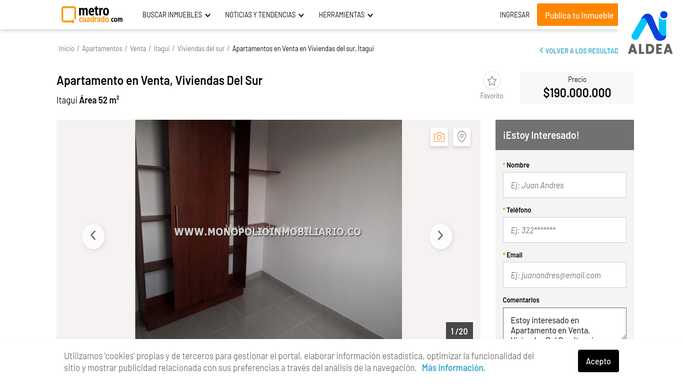 metro
cuadrado.com
BUSCAR INMUEBLES
NOTICIAS Y TENDENCIAS
HERRAMIENTAS
INGRESAR
Publica tu Inmueble
ALDEA
Inicio / Apartamentos / Venta / Itagui / Viviendas del sur / Apartamentos en Venta en Viviendas del sur, Itagui
VOLVER A LOS RESULTAD
Apartamento en Venta, Viviendas Del Sur
Itagui Área 52 m²
Favorito
Precio
$190.000.000
WWW.MONOPOLIOINMOBILIARIO.CO
1 /20
¡Estoy Interesado!
* Nombre
Ej: Juan Andres
* Teléfono
Ej: 322*******
* Email
Ej: juanandres@email.com
Comentarios
Estoy interesado en
Apartamento en Venta,
Utilizamos 'cookies' propias y de terceros para gestionar el portal, elaborar información estadística, optimizar la funcionalidad del
sitio y mostrar publicidad relacionada con sus preferencias a través del análisis de la navegación. Más información.
Acepto